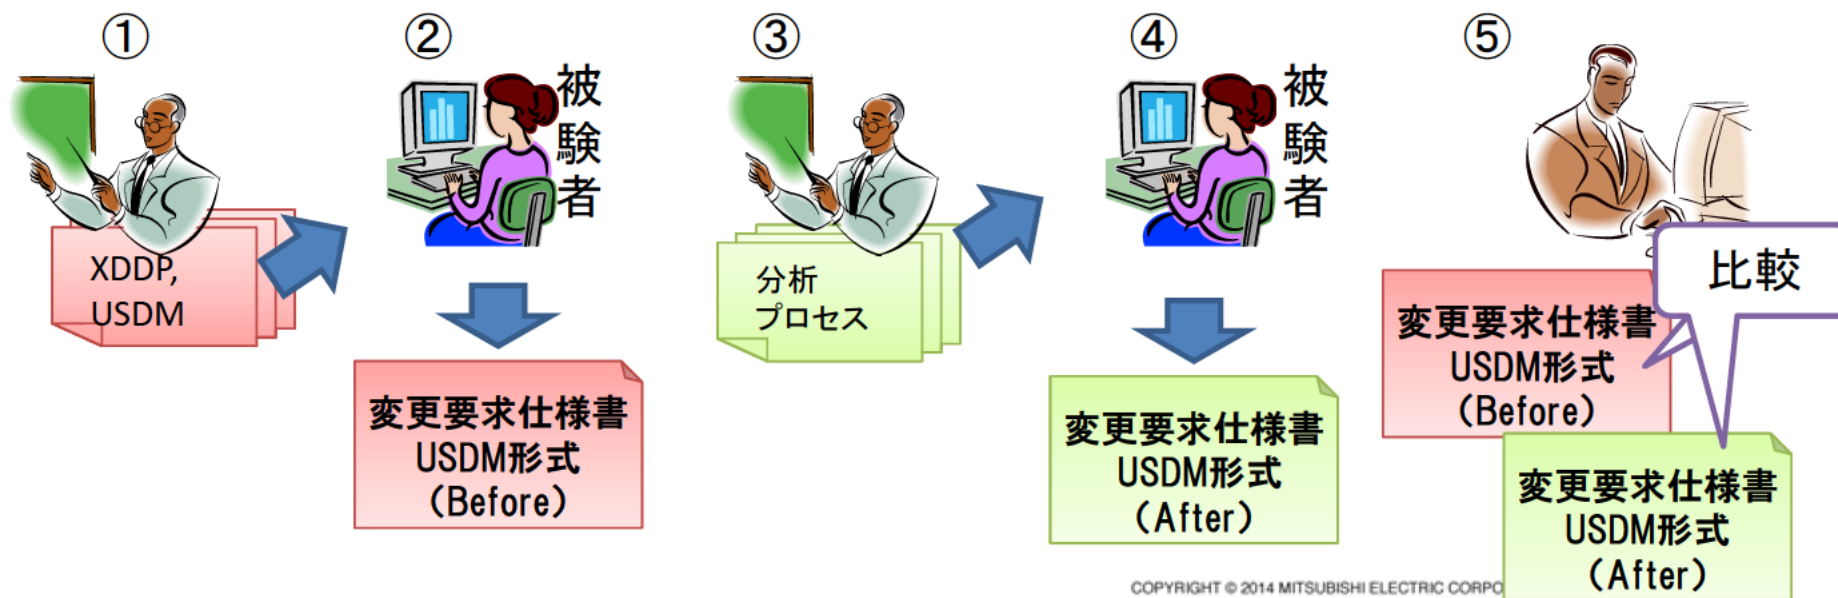 ①
XDDP,
USDM
②
被験者
変更要求仕様書
USDM形式
(Before)
③
分析
プロセス
④
被験者
変更要求仕様書
USDM形式
(After)
⑤
比較
変更要求仕様書
USDM形式
(Before)
変更要求仕様書
USDM形式
(After)
COPYRIGHT © 2014 MITSUBISHI ELECTRIC CORPO